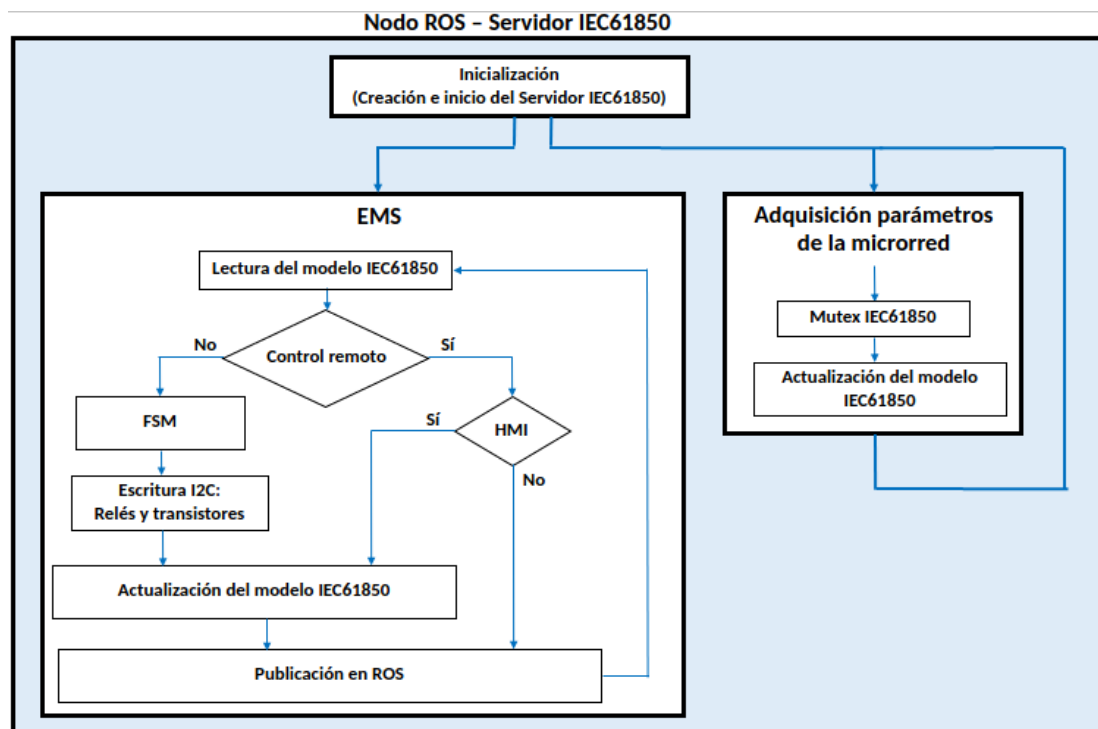 Nodo ROS – Servidor IEC61850
Inicialización
(Creación e inicio del Servidor IEC61850)
EMS
Lectura del modelo IEC61850
No
Control remoto
Sí
FSM
Sí
HMI
No
Escritura I2C:
Relés y transistores
Actualización del modelo IEC61850
Publicación en ROS
Adquisición parámetros
de la microrred
Mutex IEC61850
Actualización del modelo
IEC61850